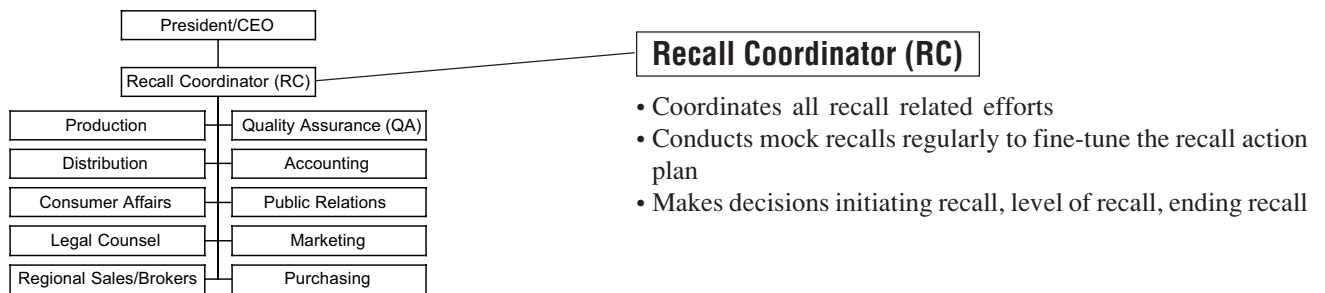 President/CEO
Recall Coordinator (RC)
Production
Quality Assurance (QA)
Distribution
Accounting
Consumer Affairs
Public Relations
Legal Counsel
Marketing
Regional Sales/Brokers
Purchasing
Recall Coordinator (RC)
• Coordinates all recall related efforts
• Conducts mock recalls regularly to fine-tune the recall action
plan
• Makes decisions initiating recall, level of recall, ending recall